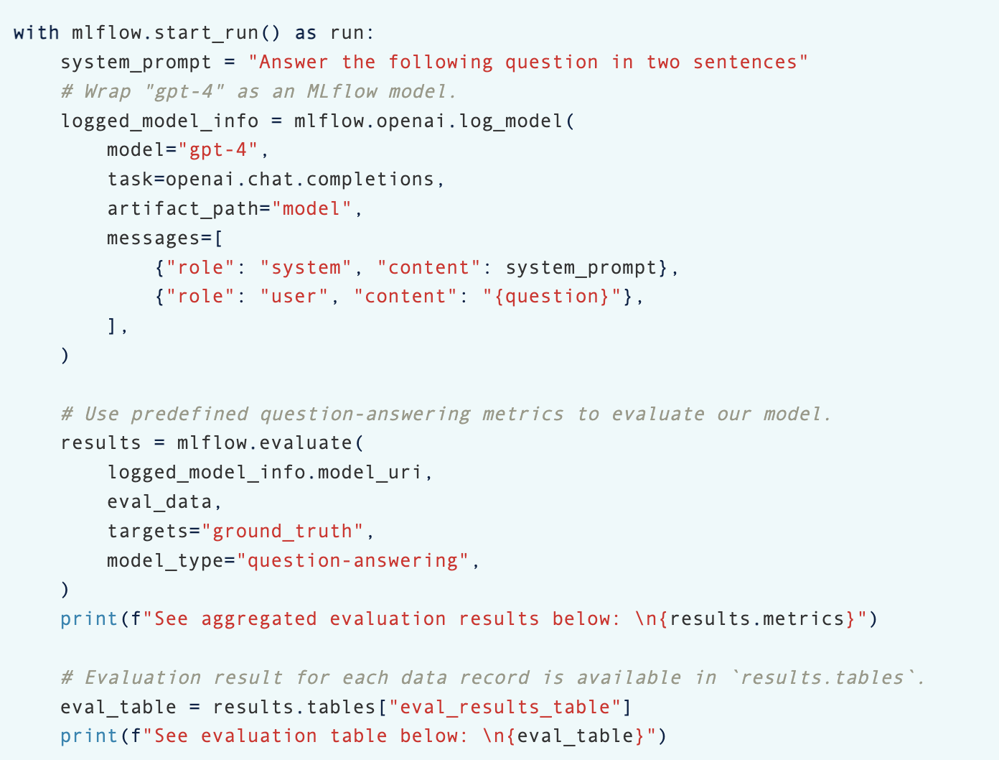 with mlflow.start_run() as run:
    system_prompt = "Answer the following question in two sentences"
    # Wrap "gpt-4" as an MLflow model.
    logged_model_info = mlflow.openai.log_model(
        model="gpt-4",
        task=openai.chat.completions,
        artifact_path="model",
        messages=[
            {"role": "system", "content": system_prompt},
            {"role": "user", "content": "{question}"},
        ],
    )

    # Use predefined question-answering metrics to evaluate our model.
    results = mlflow.evaluate(
        logged_model_info.model_uri,
        eval_data,
        targets="ground_truth",
        model_type="question-answering",
    )
    print(f"See aggregated evaluation results below: \n{results.metrics}")

    # Evaluation result for each data record is available in `results.tables`.
    eval_table = results.tables["eval_results_table"]
    print(f"See evaluation table below: \n{eval_table}")